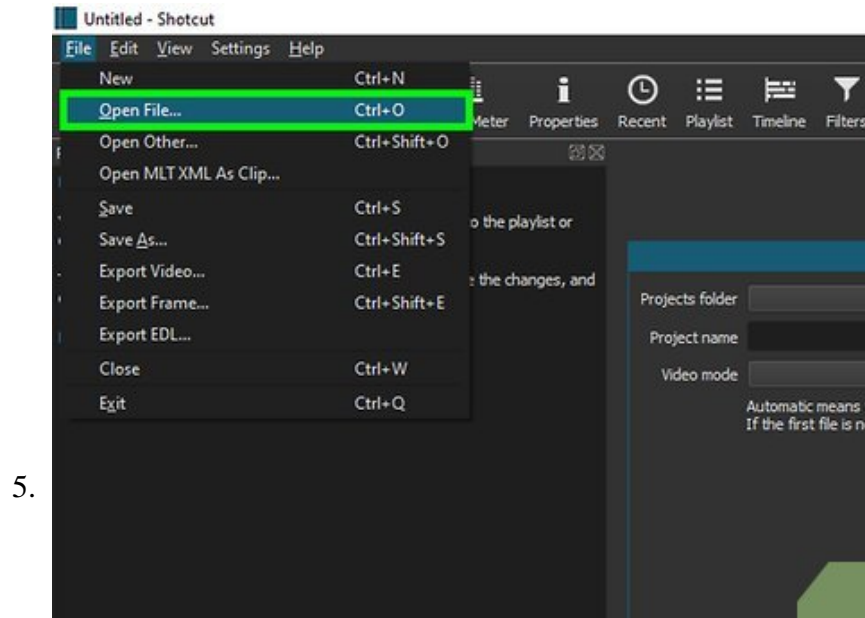 Untitled - Shotcut
File Edit View Settings Help
New Ctrl+N
Open File... Ctrl+O
Open Other... Ctrl+Shift+O
Open MLT XML As Clip...
Save Ctrl+S
Save As... Ctrl+Shift+S
Export Video... Ctrl+E
Export Frame... Ctrl+Shift+E
Export EDL...
Close Ctrl+W
Exit Ctrl+Q
Meter Properties Recent Playlist Timeline Filters
o the playlist or
the changes, and
Projects folder
Project name
Video mode
Automatic means
If the first file is n
5.